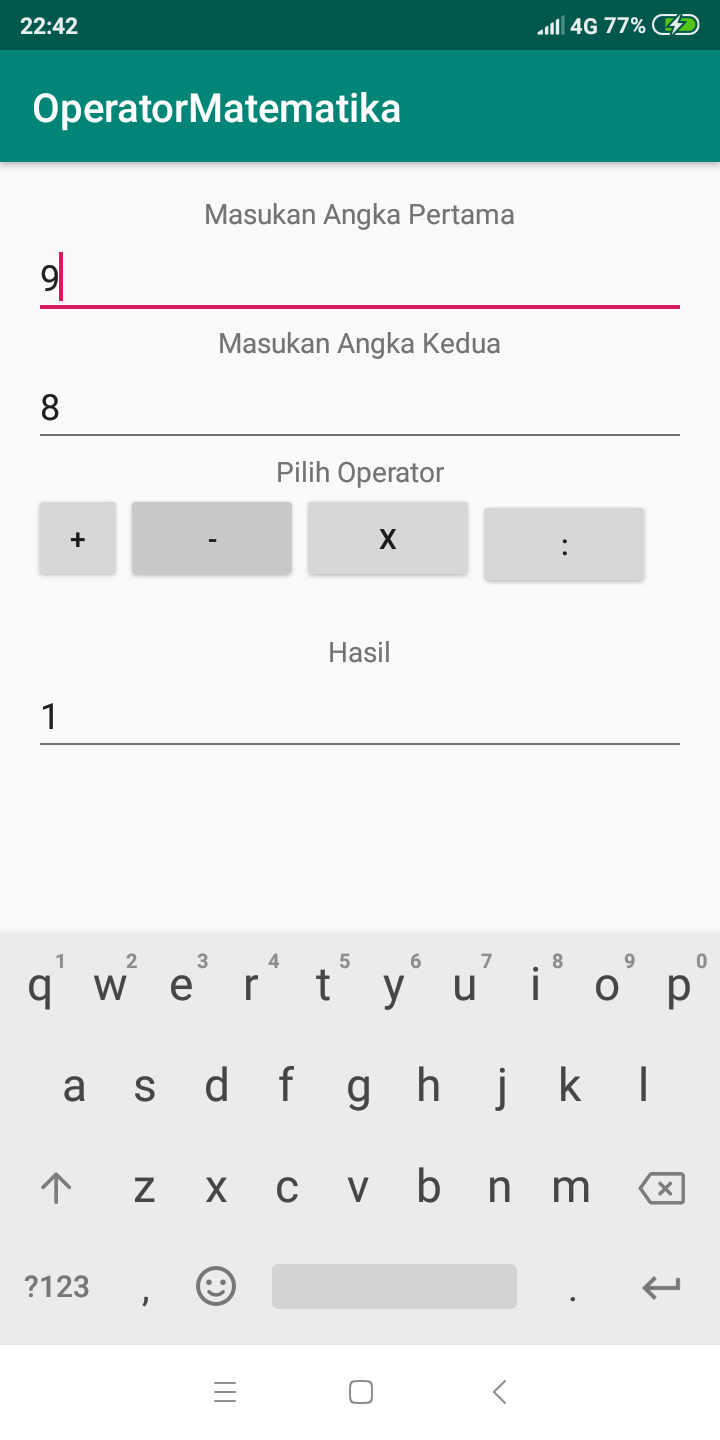 22:42 4G 77%
OperatorMatematika
Masukan Angka Pertama
9
Masukan Angka Kedua
8
Pilih Operator
+ - X :
Hasil
1
1 2 3 4 5 6 7 8 9 0
q w e r t y u i o p
a s d f g h j k l
z x c v b n m
?123 , .